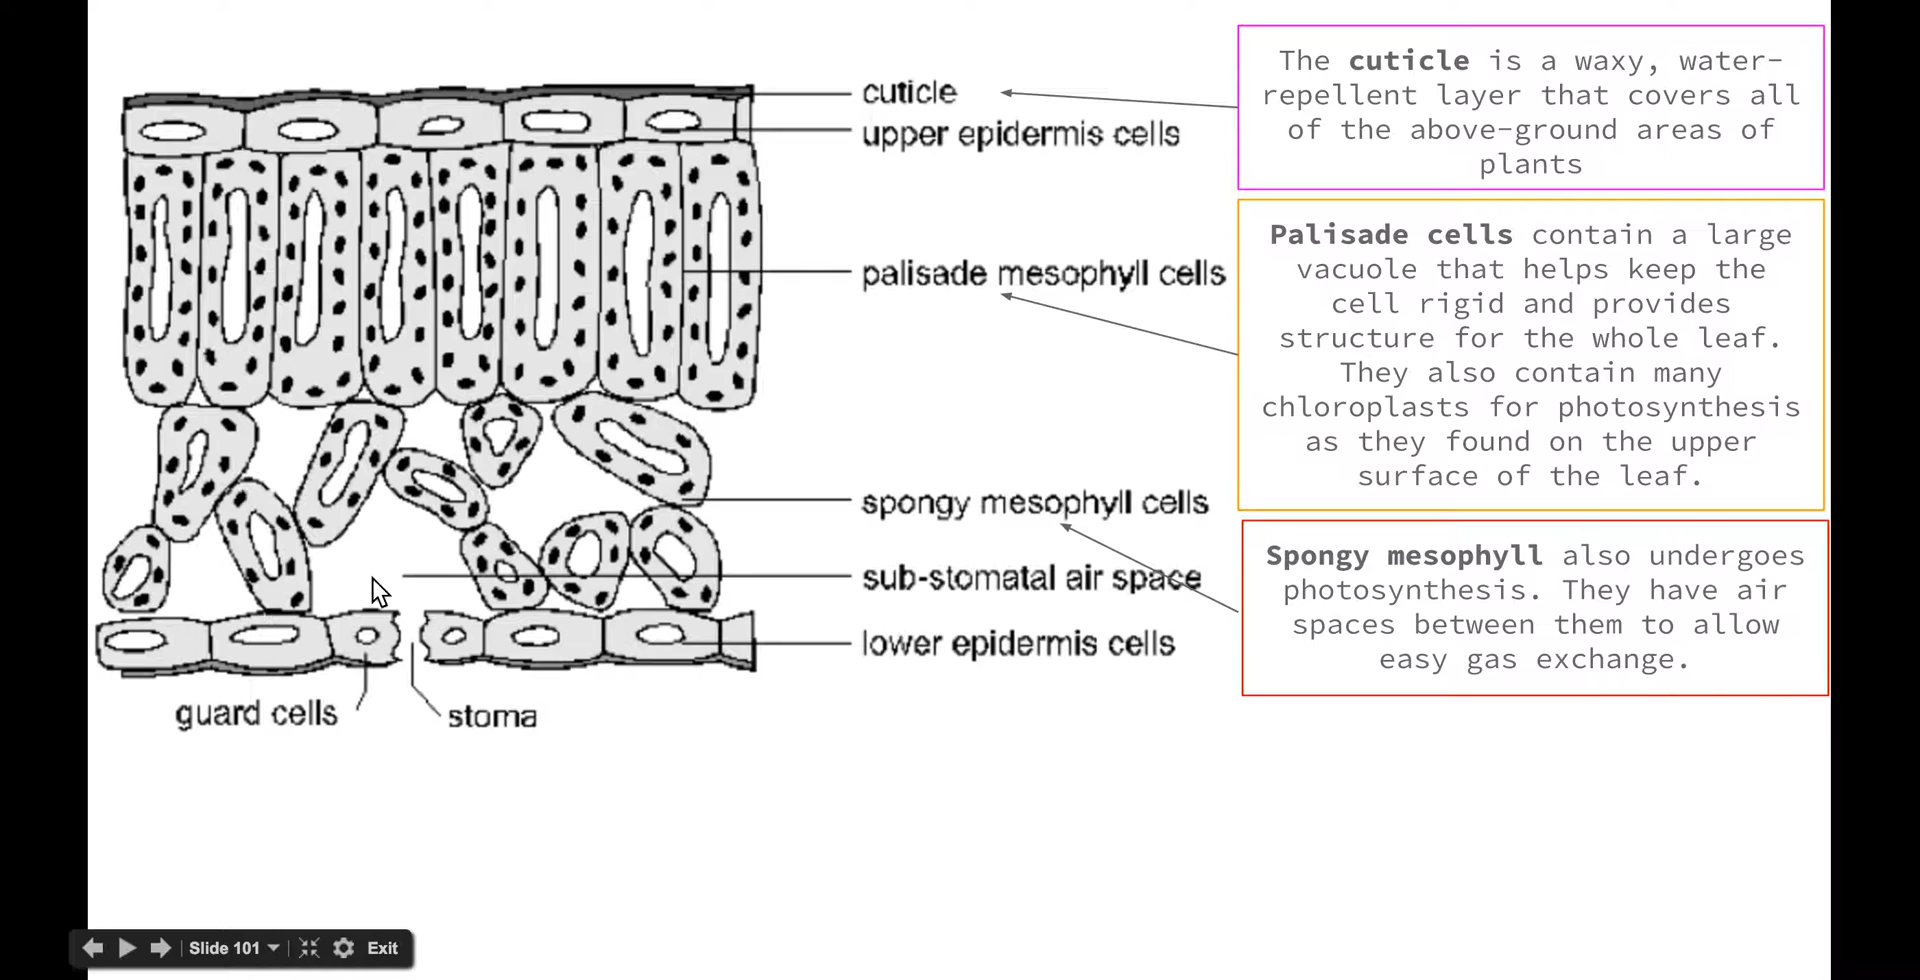 cuticle
upper epidermis cells
palisade mesophyll cells
spongy mesophyll cells
sub-stomatal air space
lower epidermis cells
guard cells
stoma
The cuticle is a waxy, water-
repellent layer that covers all
of the above-ground areas of
plants
Palisade cells contain a large
vacuole that helps keep the
cell rigid and provides
structure for the whole leaf.
They also contain many
chloroplasts for photosynthesis
as they found on the upper
surface of the leaf.
Spongy mesophyll also undergoes
photosynthesis. They have air
spaces between them to allow
easy gas exchange.
Slide 101
Exit